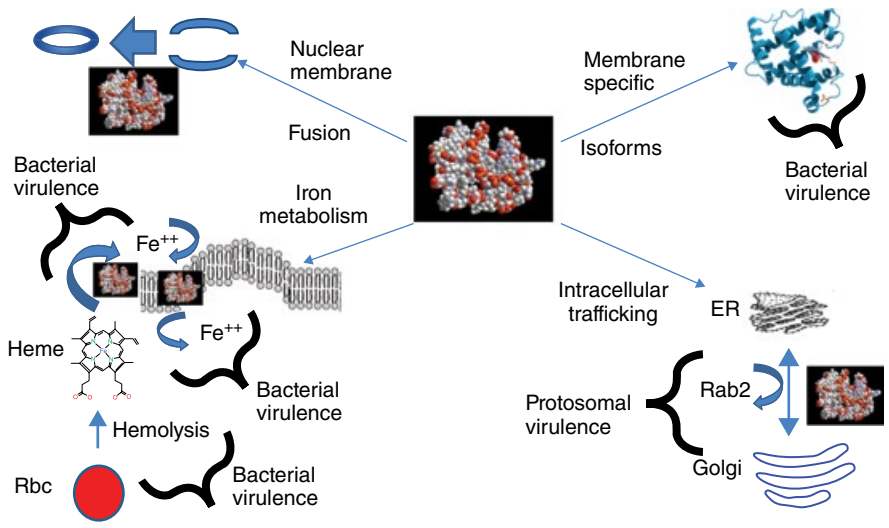 Nuclear
membrane
Fusion
Membrane
specific
Isoforms
Bacterial
virulence
Bacterial
virulence
Iron
metabolism
Fe++
Fe++
Heme
Bacterial
virulence
Hemolysis
Rbc
Bacterial
virulence
Intracellular
trafficking
ER
Protosomal
virulence
Rab2
Golgi